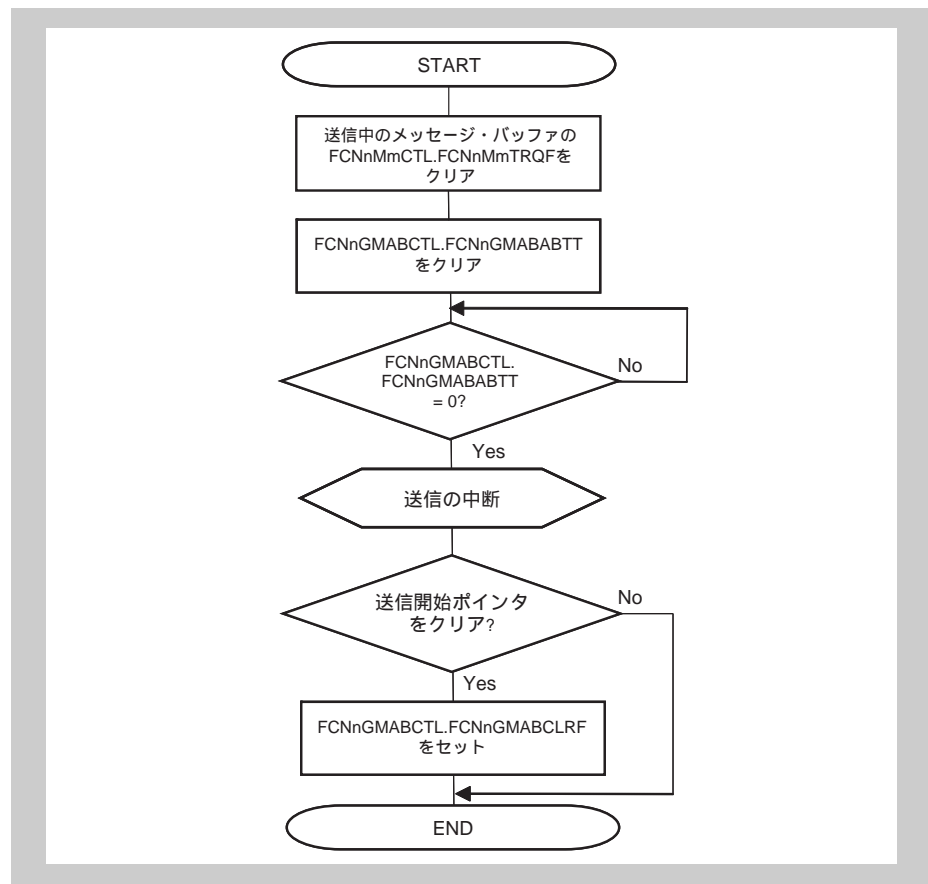 START
送信中のメッセージ・バッファの
FCNnMmCTL.FCNnMmTRQFを
クリア
FCNnGMABCTL.FCNnGMABABTT
をクリア
FCNnGMABCTL.
FCNnGMABABTT
= 0?
No
Yes
送信の中断
送信開始ポインタ
をクリア?
No
Yes
FCNnGMABCTL.FCNnGMABCLRF
をセット
END